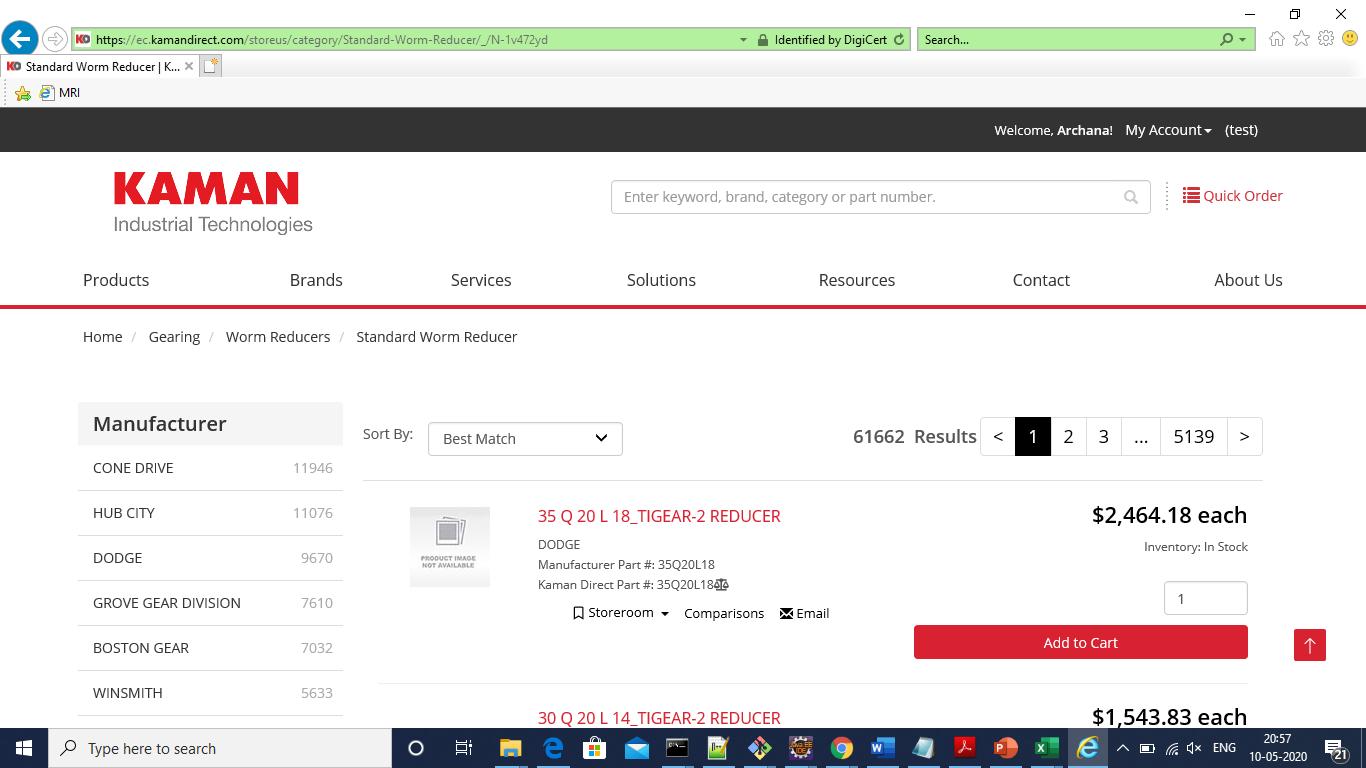 https://ec.kamandirect.com/storeus/category/Standard-Worm-Reducer/_/N-1v472yd
Identified by DigiCert
Search...
KD Standard Worm Reducer | K...
MRI
Welcome, Archana! My Account (test)
KAMAN
Industrial Technologies
Enter keyword, brand, category or part number.
Quick Order
Products Brands Services Solutions Resources Contact About Us
Home / Gearing / Worm Reducers / Standard Worm Reducer
Manufacturer
CONE DRIVE 11946
HUB CITY 11076
DODGE 9670
GROVE GEAR DIVISION 7610
BOSTON GEAR 7032
WINSMITH 5633
Sort By: Best Match
61662 Results < 1 2 3 ... 5139 >
PRODUCT IMAGE
NOT AVAILABLE
35 Q 20 L 18_TIGEAR-2 REDUCER
DODGE
Manufacturer Part #: 35Q20L18
Kaman Direct Part #: 35Q20L18
Storeroom Comparisons Email
$2,464.18 each
Inventory: In Stock
1
Add to Cart
30 Q 20 L 14_TIGEAR-2 REDUCER
$1,543.83 each
Type here to search
ENG
20:57
10-05-2020
21